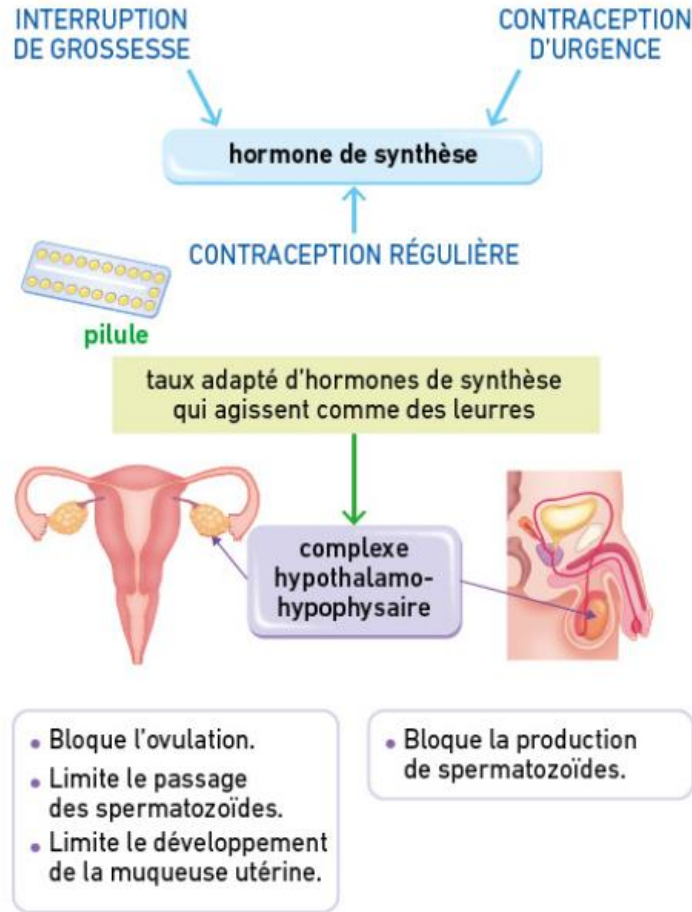 INTERRUPTION
DE GROSSESSE
CONTRACEPTION
D'URGENCE
hormone de synthèse
CONTRACEPTION RÉGULIÈRE
pilule
taux adapté d'hormones de synthèse
qui agissent comme des leurres
complexe
hypothalamo-
hypophysaire
• Bloque l'ovulation.
• Limite le passage
des spermatozoïdes.
• Limite le développement
de la muqueuse utérine.
• Bloque la production
de spermatozoïdes.